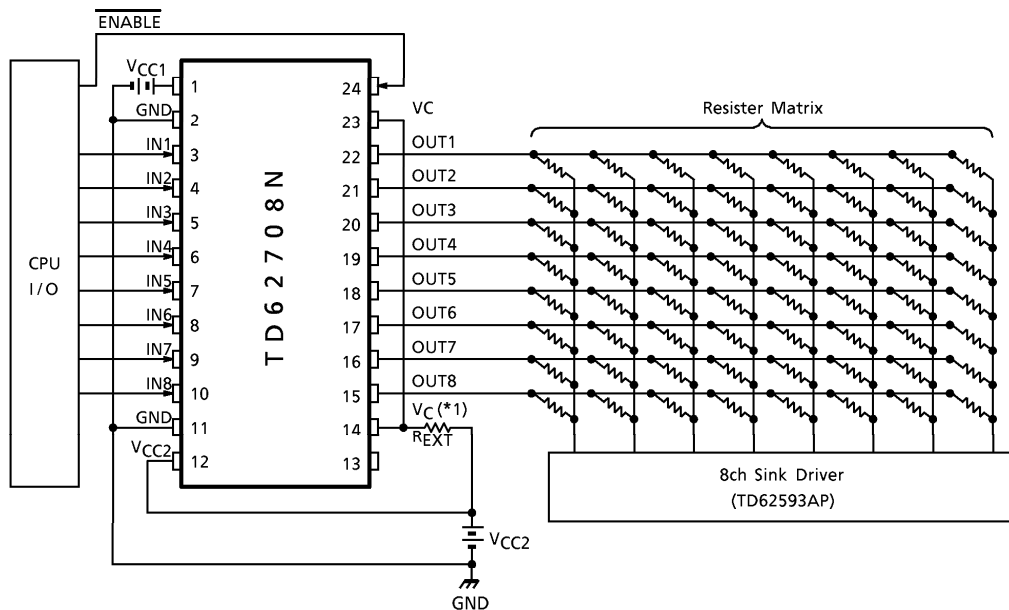 ENABLE
VCC1
GND
IN1
IN2
IN3
IN4
IN5
IN6
IN7
IN8
GND
VCC2
CPU
I/O
1
2
3
4
5
6
7
8
9
10
11
12
TD62708N
24
23
22
21
20
19
18
17
16
15
14
13
VC
OUT1
OUT2
OUT3
OUT4
OUT5
OUT6
OUT7
OUT8
VC (*1)
REXT
VCC2
GND
Resister Matrix
8ch Sink Driver
(TD62593AP)